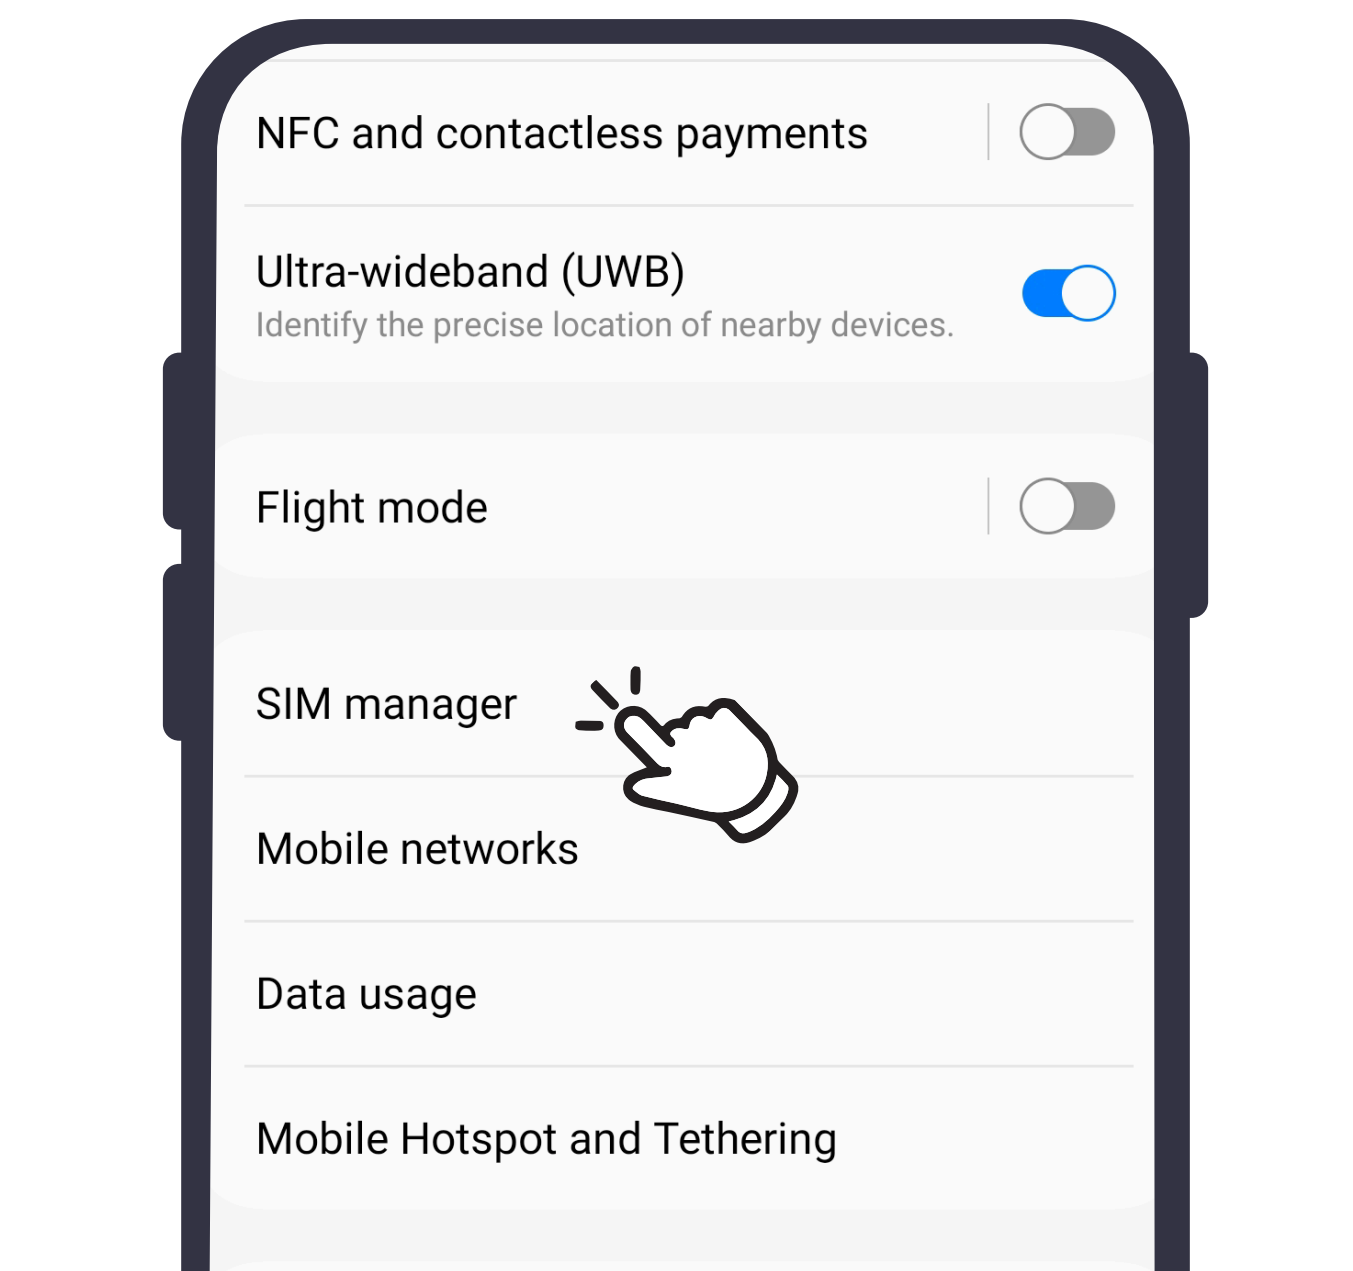 NFC and contactless payments
Ultra-wideband (UWB)
Identify the precise location of nearby devices.
Flight mode
SIM manager
Mobile networks
Data usage
Mobile Hotspot and Tethering